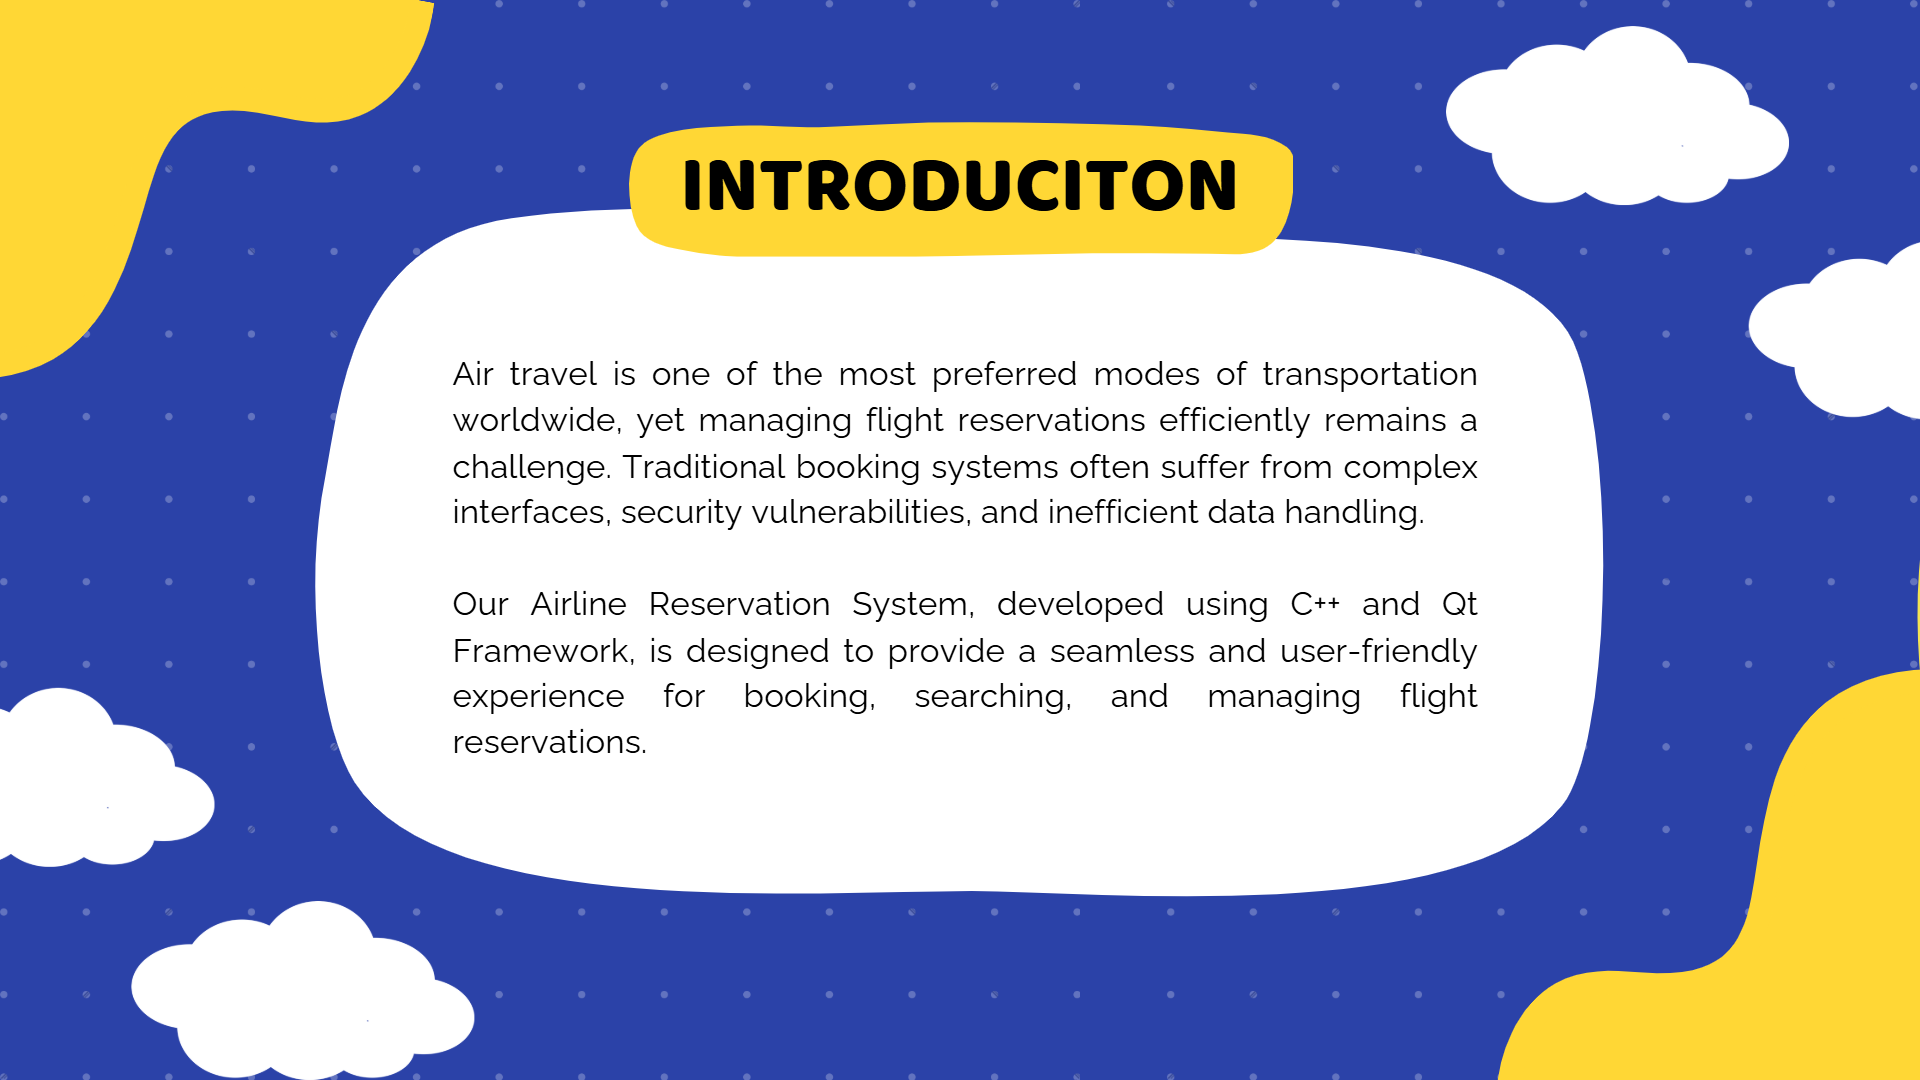 INTRODUCITON
Air travel is one of the most preferred modes of transportation
worldwide, yet managing flight reservations efficiently remains a
challenge. Traditional booking systems often suffer from complex
interfaces, security vulnerabilities, and inefficient data handling.
Our Airline Reservation System, developed using C++ and Qt
Framework, is designed to provide a seamless and user-friendly
experience for booking, searching, and managing flight
reservations.